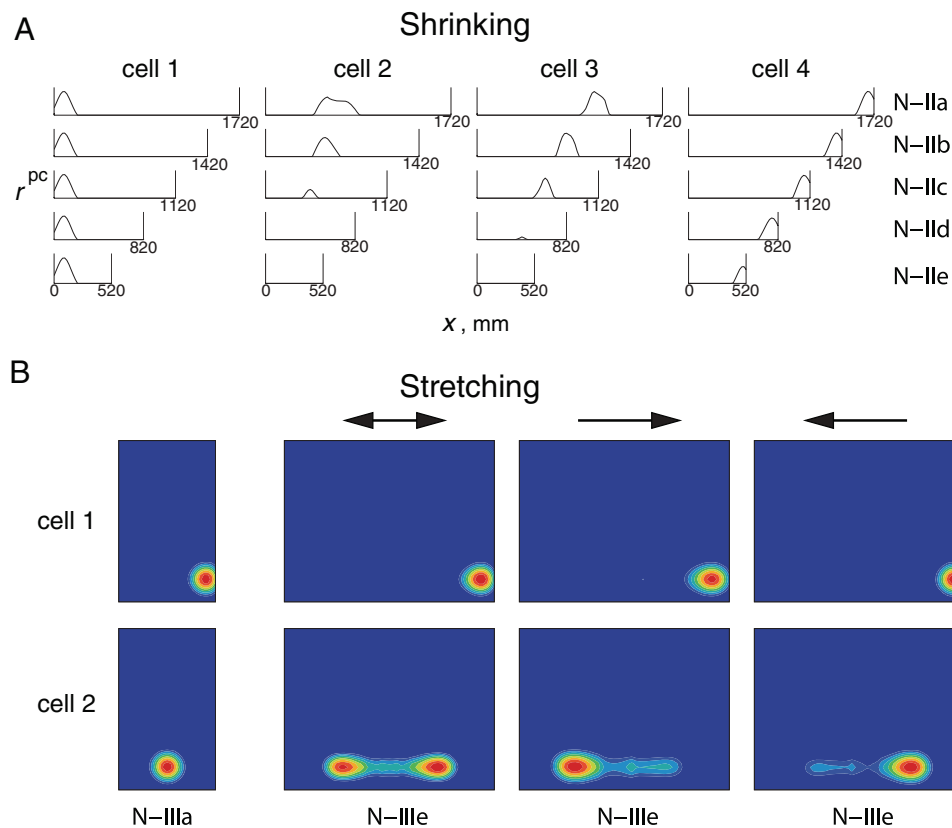 A
Shrinking
cell 1 cell 2 cell 3 cell 4
1720 1720 1720 1720 N–IIa
1420 1420 1420 1420 N–IIb
r pc 1120 1120 1120 1120 N–IIc
820 820 820 820 N–IId
0 520 0 520 0 520 0 520 N–IIe
x , mm
B
Stretching
cell 1
cell 2
N–IIIa N–IIIe N–IIIe N–IIIe